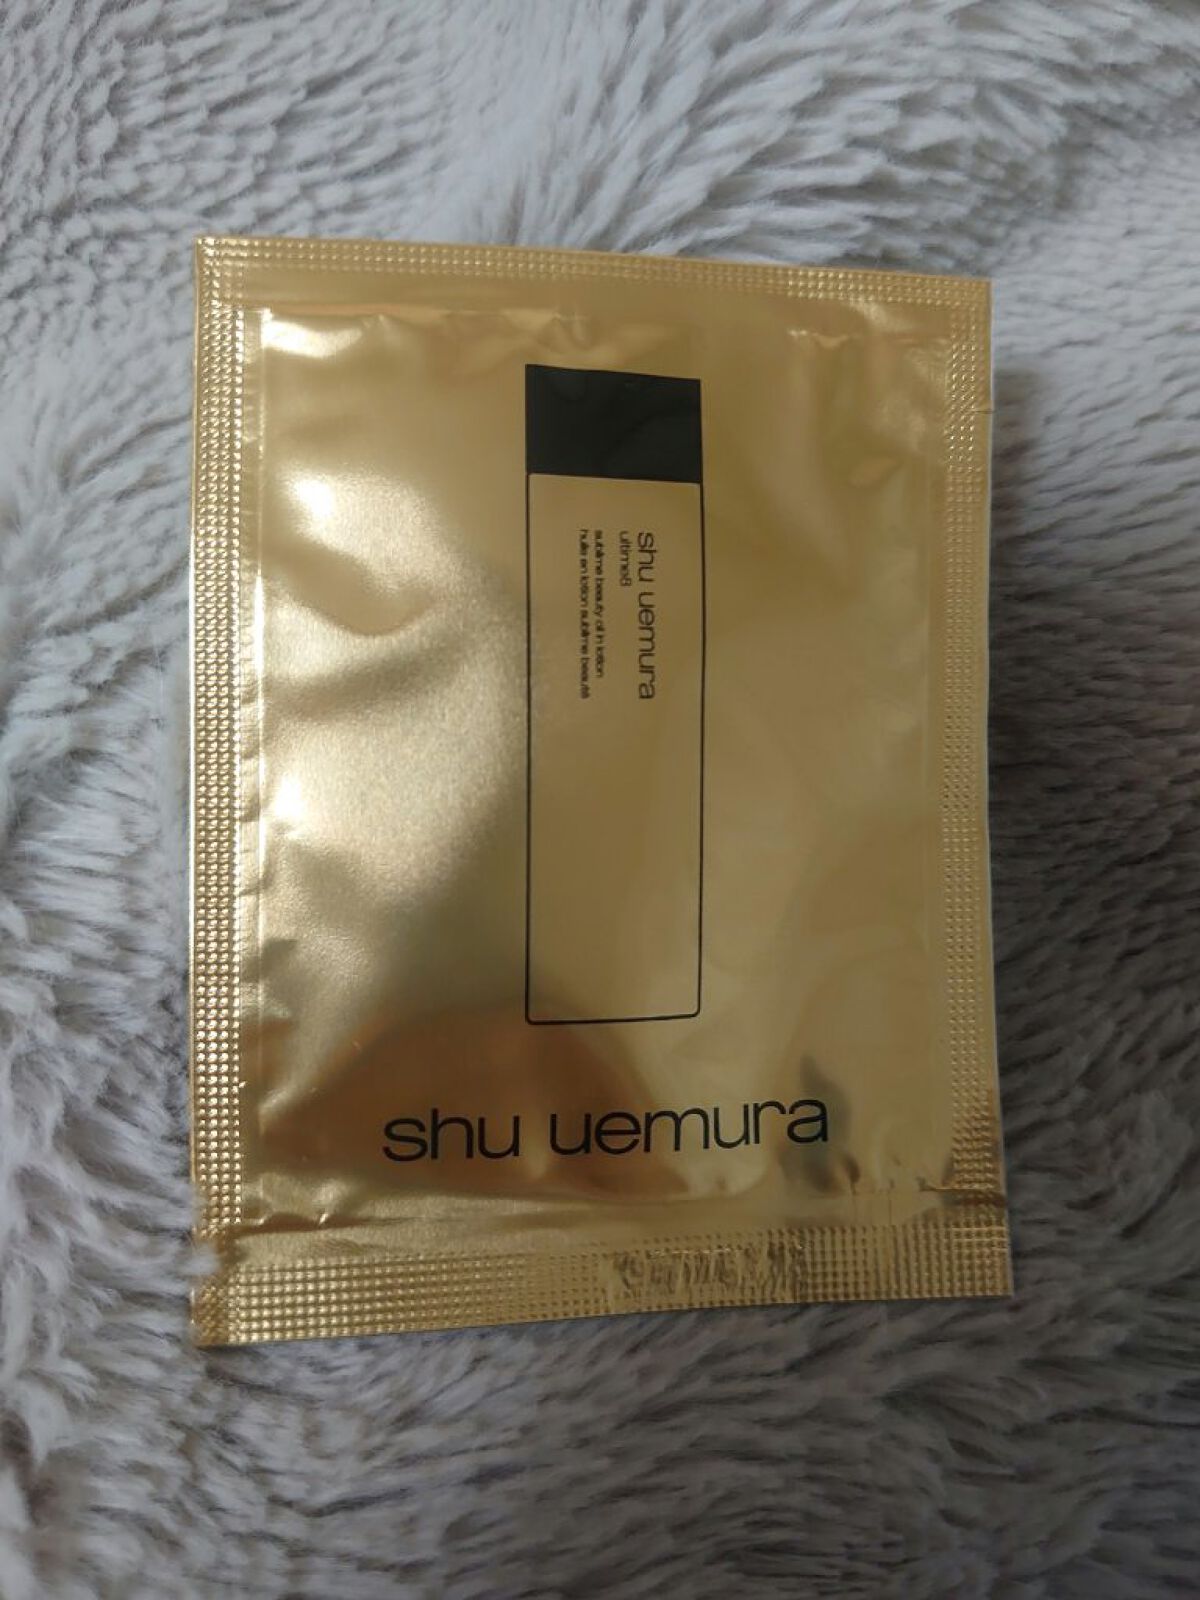 shu uemura
ultime8
sublime beauty oil in lotion
huile en lotion sublime beauté
shu uemura